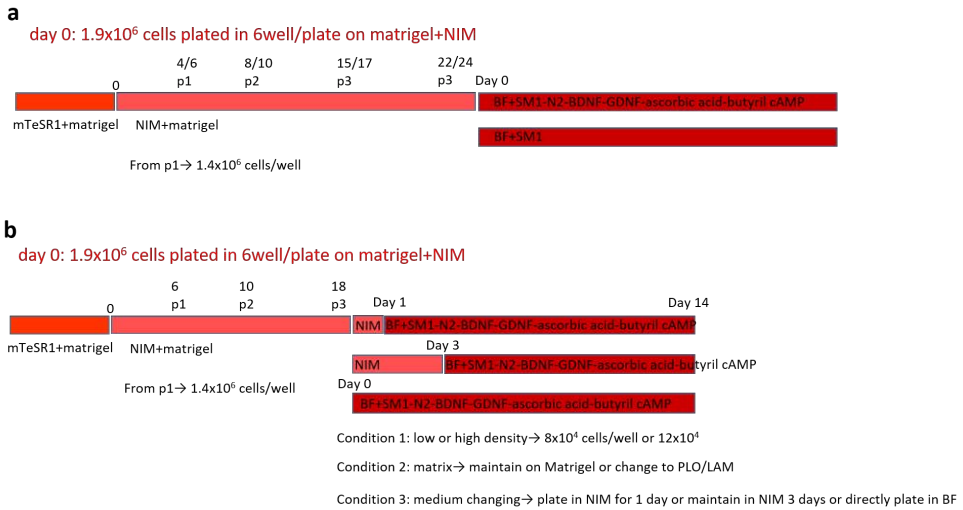 a
day 0: 1.9x10⁶ cells plated in 6well/plate on matrigel+NIM
4/6 8/10 15/17 22/24
0 p1 p2 p3 p3 Day 0
BF+SM1-N2-BDNF-GDNF-ascorbic acid-butyril cAMP
mTeSR1+matrigel NIM+matrigel
BF+SM1
From p1→ 1.4x10⁶ cells/well
b
day 0: 1.9x10⁶ cells plated in 6well/plate on matrigel+NIM
6 10 18
0 p1 p2 p3 Day 1 Day 14
NIM BF+SM1-N2-BDNF-GDNF-ascorbic acid-butyril cAMP
mTeSR1+matrigel NIM+matrigel Day 3
NIM BF+SM1-N2-BDNF-GDNF-ascorbic acid-butyril cAMP
From p1→ 1.4x10⁶ cells/well Day 0
BF+SM1-N2-BDNF-GDNF-ascorbic acid-butyril cAMP
Condition 1: low or high density→ 8x10⁴ cells/well or 12x10⁴
Condition 2: matrix→ maintain on Matrigel or change to PLO/LAM
Condition 3: medium changing→ plate in NIM for 1 day or maintain in NIM 3 days or directly plate in BF